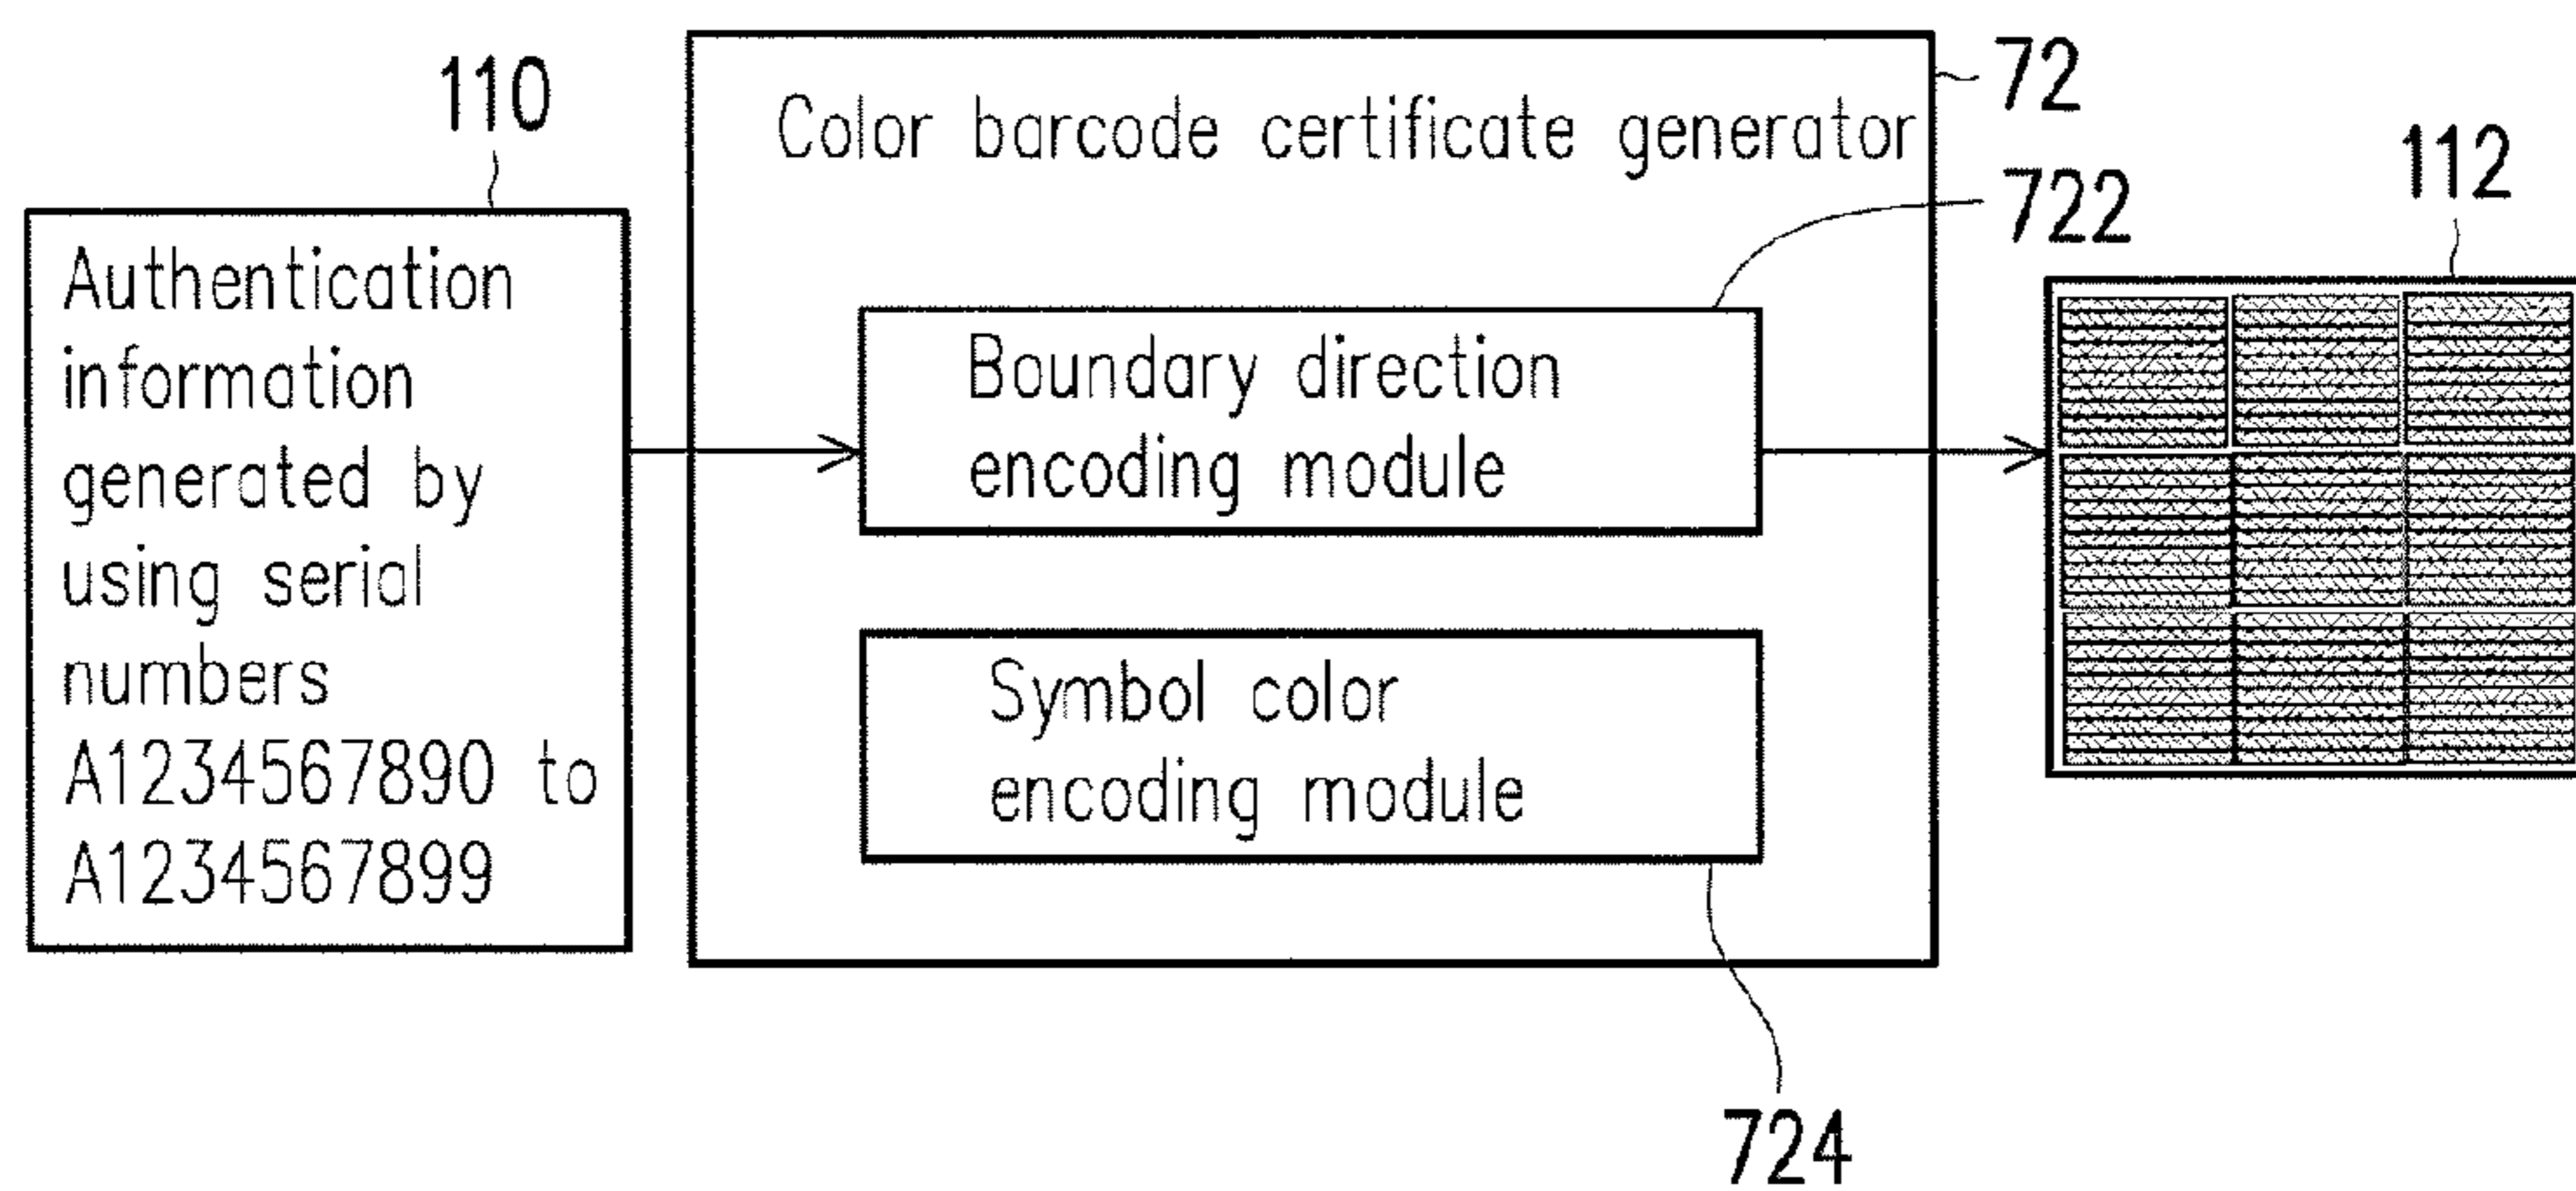 110
Authentication
information
generated by
using serial
numbers
A1234567890 to
A1234567899
72
Color barcode certificate generator
722
Boundary direction
encoding module
Symbol color
encoding module
724
112